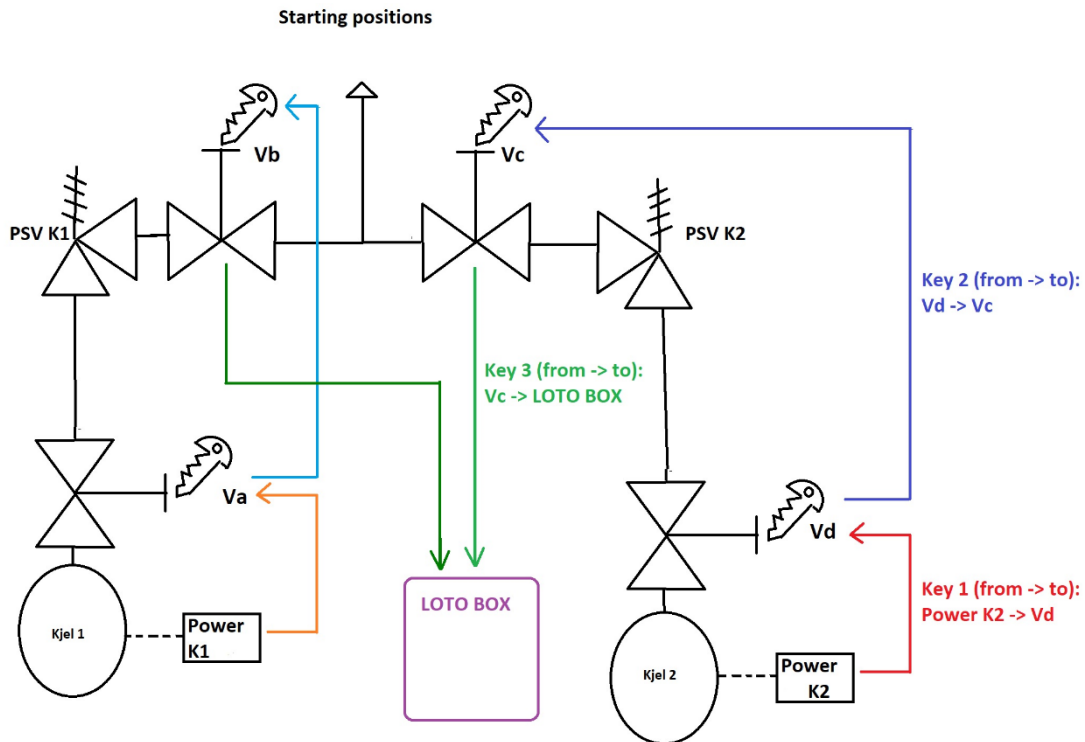 Starting positions
Vb
Vc
PSV K1
PSV K2
Key 2 (from -> to):
Vd -> Vc
Key 3 (from -> to):
Vc -> LOTO BOX
Va
Vd
LOTO BOX
Key 1 (from -> to):
Power K2 -> Vd
Kjel 1
Power
K1
Kjel 2
Power
K2